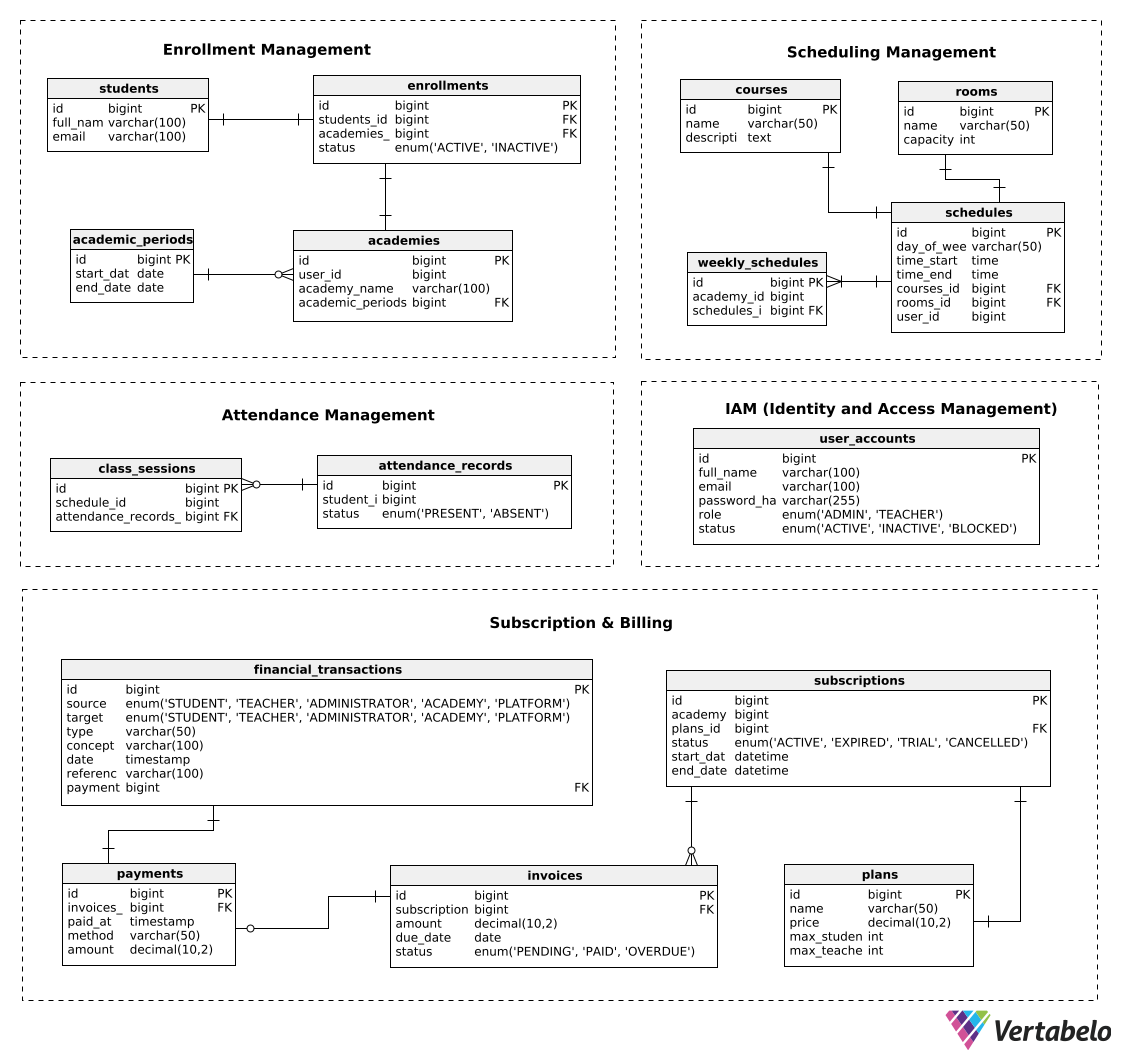 Enrollment Management
students
id bigint PK
full_nam varchar(100)
email varchar(100)
enrollments
id bigint PK
students_id bigint FK
academies_ bigint FK
status enum('ACTIVE', 'INACTIVE')
academic_periods
id bigint PK
start_dat date
end_date date
academies
id bigint PK
user_id bigint
academy_name varchar(100)
academic_periods bigint FK
Scheduling Management
courses
id bigint PK
name varchar(50)
descripti text
rooms
id bigint PK
name varchar(50)
capacity int
schedules
id bigint PK
day_of_wee varchar(50)
time_start time
time_end time
courses_id bigint FK
rooms_id bigint FK
user_id bigint
weekly_schedules
id bigint PK
academy_id bigint
schedules_i bigint FK
Attendance Management
class_sessions
id bigint PK
schedule_id bigint
attendance_records_ bigint FK
attendance_records
id bigint PK
student_i bigint
status enum('PRESENT', 'ABSENT')
IAM (Identity and Access Management)
user_accounts
id bigint PK
full_name varchar(100)
email varchar(100)
password_ha varchar(255)
role enum('ADMIN', 'TEACHER')
status enum('ACTIVE', 'INACTIVE', 'BLOCKED')
Subscription & Billing
financial_transactions
id bigint PK
source enum('STUDENT', 'TEACHER', 'ADMINISTRATOR', 'ACADEMY', 'PLATFORM')
target enum('STUDENT', 'TEACHER', 'ADMINISTRATOR', 'ACADEMY', 'PLATFORM')
type varchar(50)
concept varchar(100)
date timestamp
referenc varchar(100)
payment bigint FK
subscriptions
id bigint PK
academy bigint
plans_id bigint FK
status enum('ACTIVE', 'EXPIRED', 'TRIAL', 'CANCELLED')
start_dat datetime
end_date datetime
payments
id bigint PK
invoices_ bigint FK
paid_at timestamp
method varchar(50)
amount decimal(10,2)
invoices
id bigint PK
subscription bigint FK
amount decimal(10,2)
due_date date
status enum('PENDING', 'PAID', 'OVERDUE')
plans
id bigint PK
name varchar(50)
price decimal(10,2)
max_studen int
max_teache int
Vertabelo